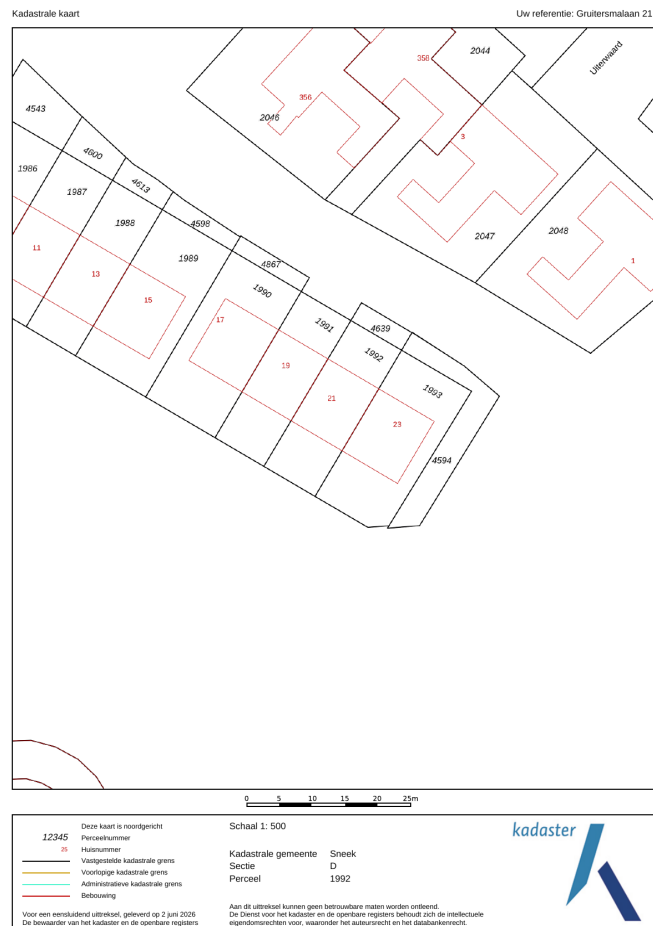 Kadastrale kaart Uw referentie: Gruitersmalaan 21
Uiterwaard
2044
358
356
4543
2046
3
4600
1986
4613
1987
1988
4598
2047
2048
11
1989
4867
1
13
1990
15
17
1991
4639
1992
19
1993
21
23
4594
0 5 10 15 20 25m
Deze kaart is noordgericht
12345 Perceelnummer
25 Huisnummer
Vastgestelde kadastrale grens
Voorlopige kadastrale grens
Administratieve kadastrale grens
Bebouwing
Voor een eensluidend uittreksel, geleverd op 2 juni 2026
De bewaarder van het kadaster en de openbare registers
Schaal 1: 500
Kadastrale gemeente Sneek
Sectie D
Perceel 1992
Aan dit uittreksel kunnen geen betrouwbare maten worden ontleend.
De Dienst voor het kadaster en de openbare registers behoudt zich de intellectuele
eigendomsrechten voor, waaronder het auteursrecht en het databankenrecht.
kadaster